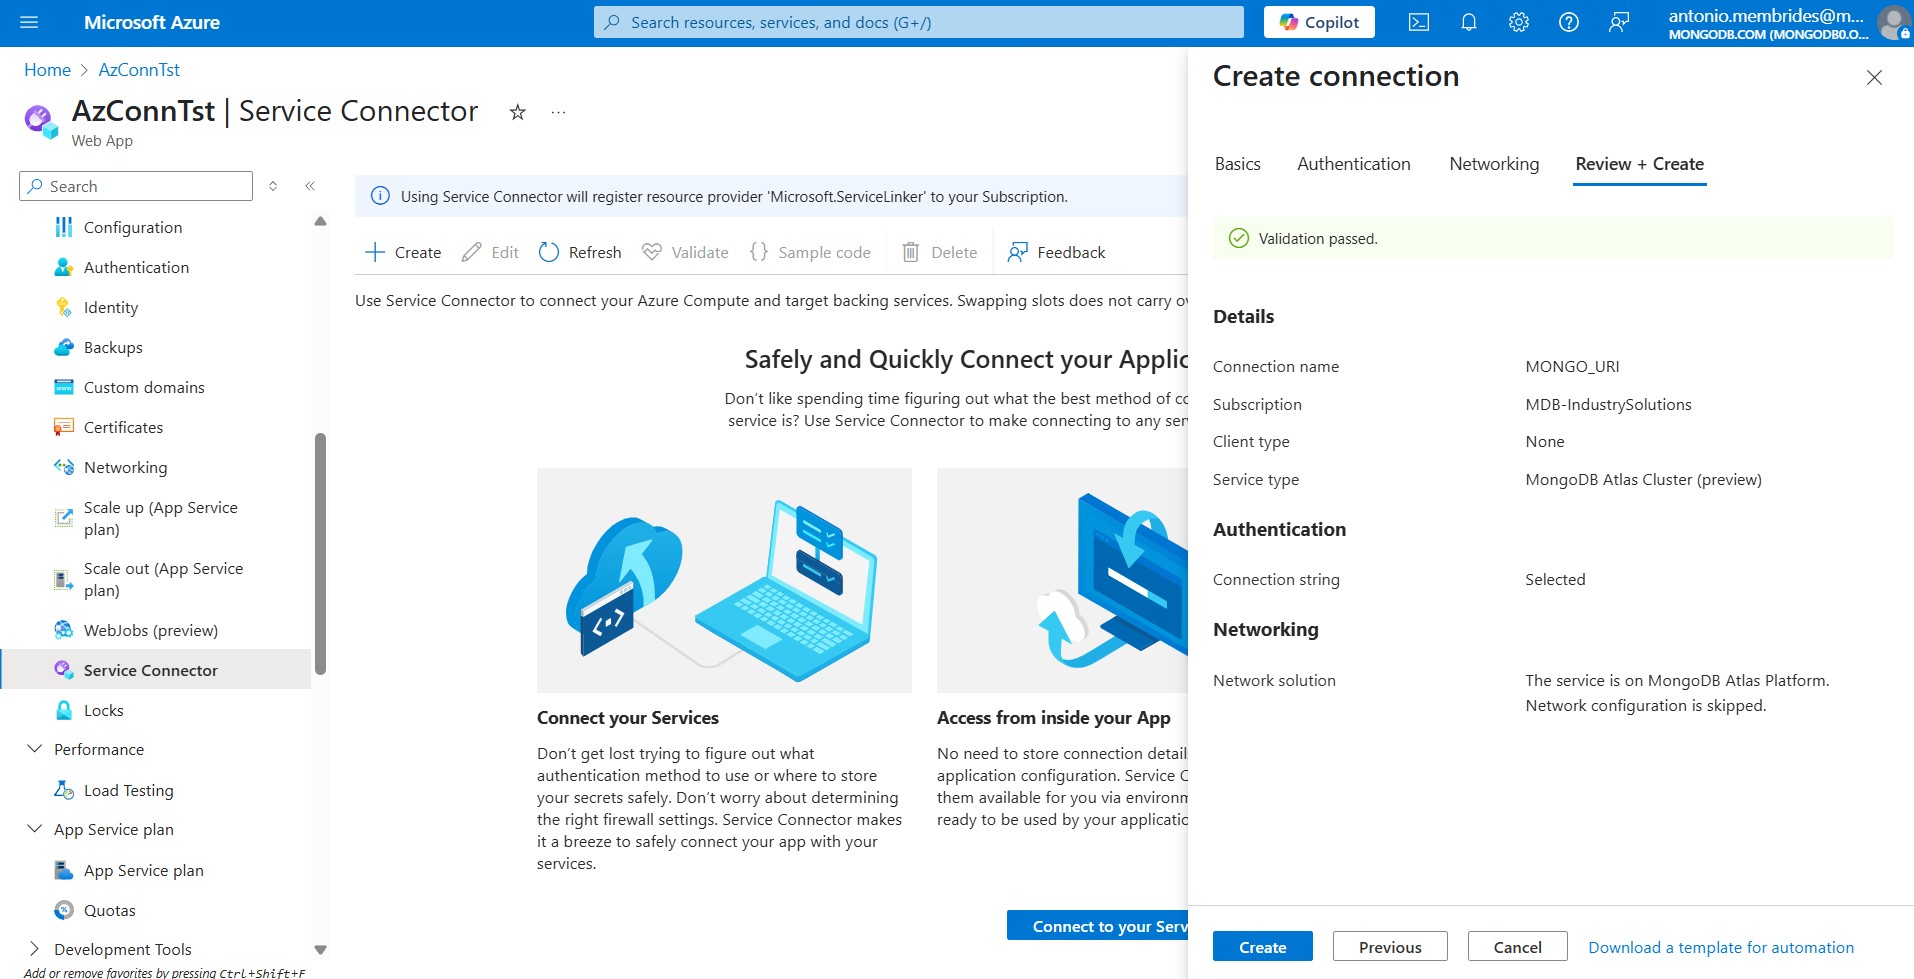 Microsoft Azure
Search resources, services, and docs (G+/)
Copilot
antonio.membrides@m...
MONGODB.COM (MONGODB0.O...
Home > AzConnTst
AzConnTst | Service Connector
...
Web App
Search
Configuration
Authentication
Identity
Backups
Custom domains
Certificates
Networking
Scale up (App Service
plan)
Scale out (App Service
plan)
WebJobs (preview)
Service Connector
Locks
Performance
Load Testing
App Service plan
App Service plan
Quotas
Development Tools
Add or remove favorites by pressing Ctrl+Shift+F
Using Service Connector will register resource provider 'Microsoft.ServiceLinker' to your Subscription.
Create Edit Refresh Validate {} Sample code Delete Feedback
Use Service Connector to connect your Azure Compute and target backing services. Swapping slots does not carry ov
Safely and Quickly Connect your Applic
Don't like spending time figuring out what the best method of co
service is? Use Service Connector to make connecting to any serv
Connect your Services
Don't get lost trying to figure out what
authentication method to use or where to store
your secrets safely. Don't worry about determining
the right firewall settings. Service Connector makes
it a breeze to safely connect your app with your
services.
Access from inside your App
No need to store connection detail
application configuration. Service C
them available for you via environm
ready to be used by your applicatio
Connect to your Serv
Create connection
Basics Authentication Networking Review + Create
Validation passed.
Details
Connection name MONGO_URI
Subscription MDB-IndustrySolutions
Client type None
Service type MongoDB Atlas Cluster (preview)
Authentication
Connection string Selected
Networking
Network solution The service is on MongoDB Atlas Platform.
Network configuration is skipped.
Create Previous Cancel Download a template for automation